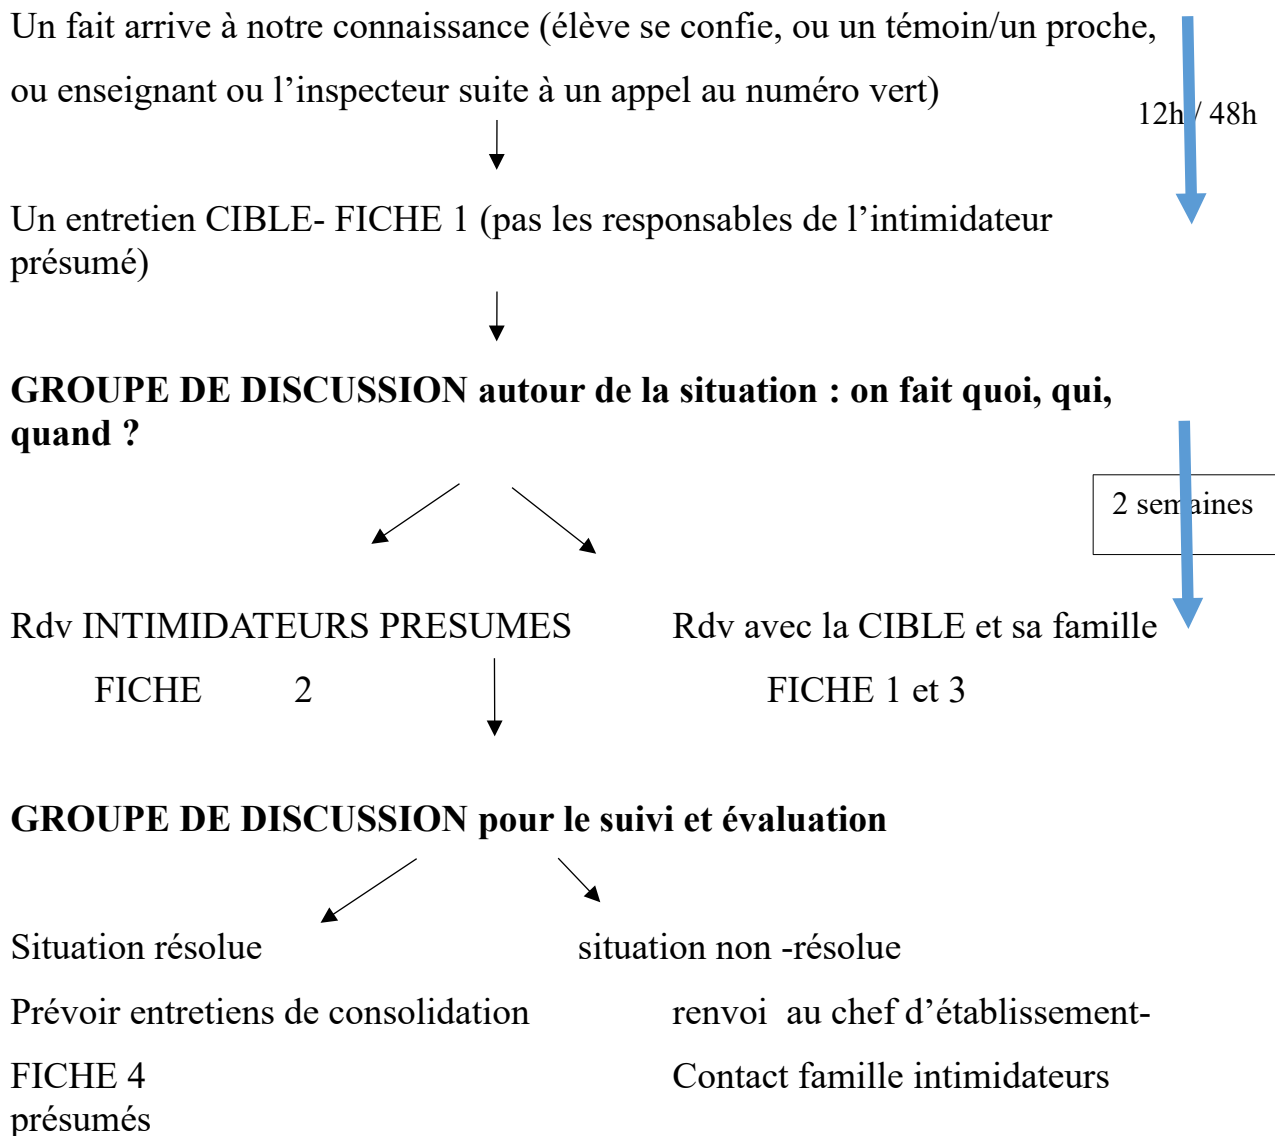 Un fait arrive à notre connaissance (élève se confie, ou un témoin/un proche,
ou enseignant ou l’inspecteur suite à un appel au numéro vert)
12h / 48h
Un entretien CIBLE- FICHE 1 (pas les responsables de l’intimidateur
présumé)
GROUPE DE DISCUSSION autour de la situation : on fait quoi, qui,
quand ?
2 semaines
Rdv INTIMIDATEURS PRESUMES
FICHE 2
Rdv avec la CIBLE et sa famille
FICHE 1 et 3
GROUPE DE DISCUSSION pour le suivi et évaluation
Situation résolue
situation non -résolue
Prévoir entretiens de consolidation
renvoi au chef d’établissement-
FICHE 4
Contact famille intimidateurs
présumés